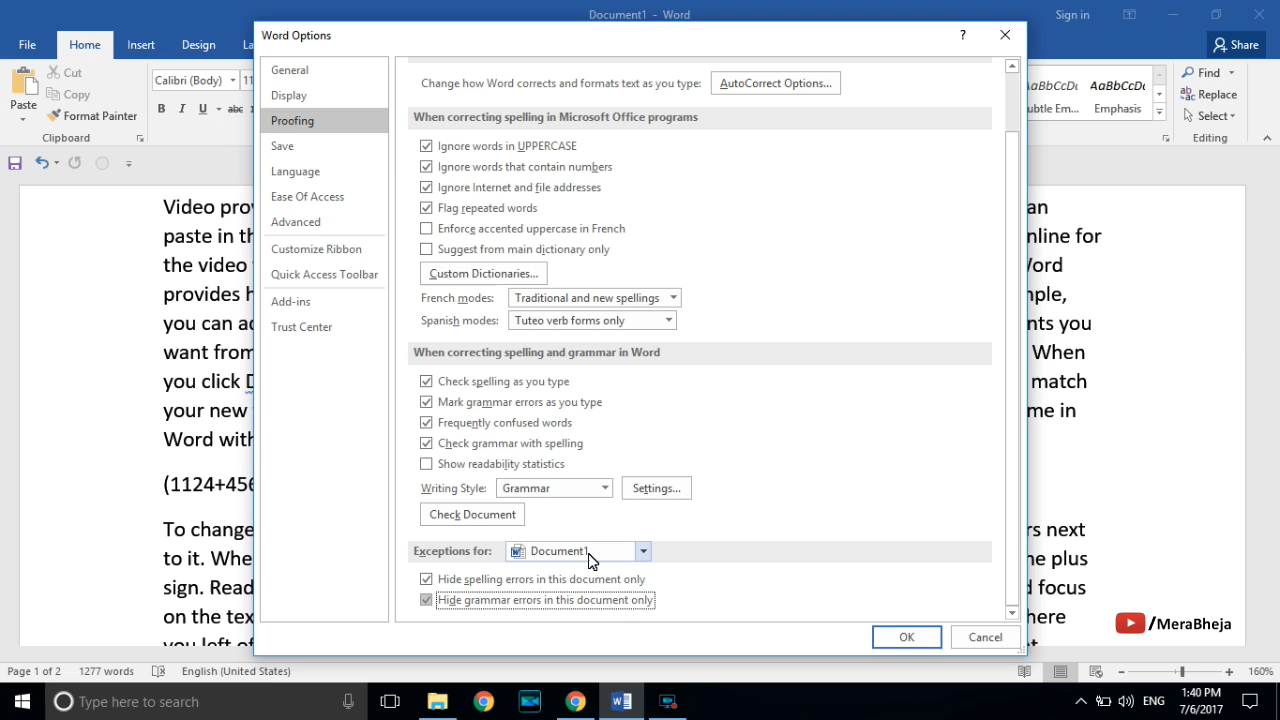 Document1 - Word
Sign in
File
Home
Insert
Design
Share
Word Options
Paste
Cut
Copy
Format Painter
Clipboard
Calibri (Body)
11
B I U abc
AaBbCcDc
AaBbCcDc
Emphasis
Find
Replace
Select
Editing
General
Display
Proofing
Save
Language
Ease Of Access
Advanced
Customize Ribbon
Quick Access Toolbar
Add-ins
Trust Center
Change how Word corrects and formats text as you type:
AutoCorrect Options...
When correcting spelling in Microsoft Office programs
Ignore words in UPPERCASE
Ignore words that contain numbers
Ignore Internet and file addresses
Flag repeated words
Enforce accented uppercase in French
Suggest from main dictionary only
Custom Dictionaries...
French modes: Traditional and new spellings
Spanish modes: Tuteo verb forms only
When correcting spelling and grammar in Word
Check spelling as you type
Mark grammar errors as you type
Frequently confused words
Check grammar with spelling
Show readability statistics
Writing Style: Grammar
Settings...
Check Document
Exceptions for: Document1
Hide spelling errors in this document only
Hide grammar errors in this document only
OK
Cancel
Video
paste in
the video
provides
you can
want from
you click
your new
Word
(1124+456
To change
to it.
sign. Read
on the
you left
nline for
nts you
When
match
me in
rs next
plus
focus
/MeraBheja
Page 1 of 2
1277 words
English (United States)
160%
Type here to search
ENG
1:40 PM
7/6/2017